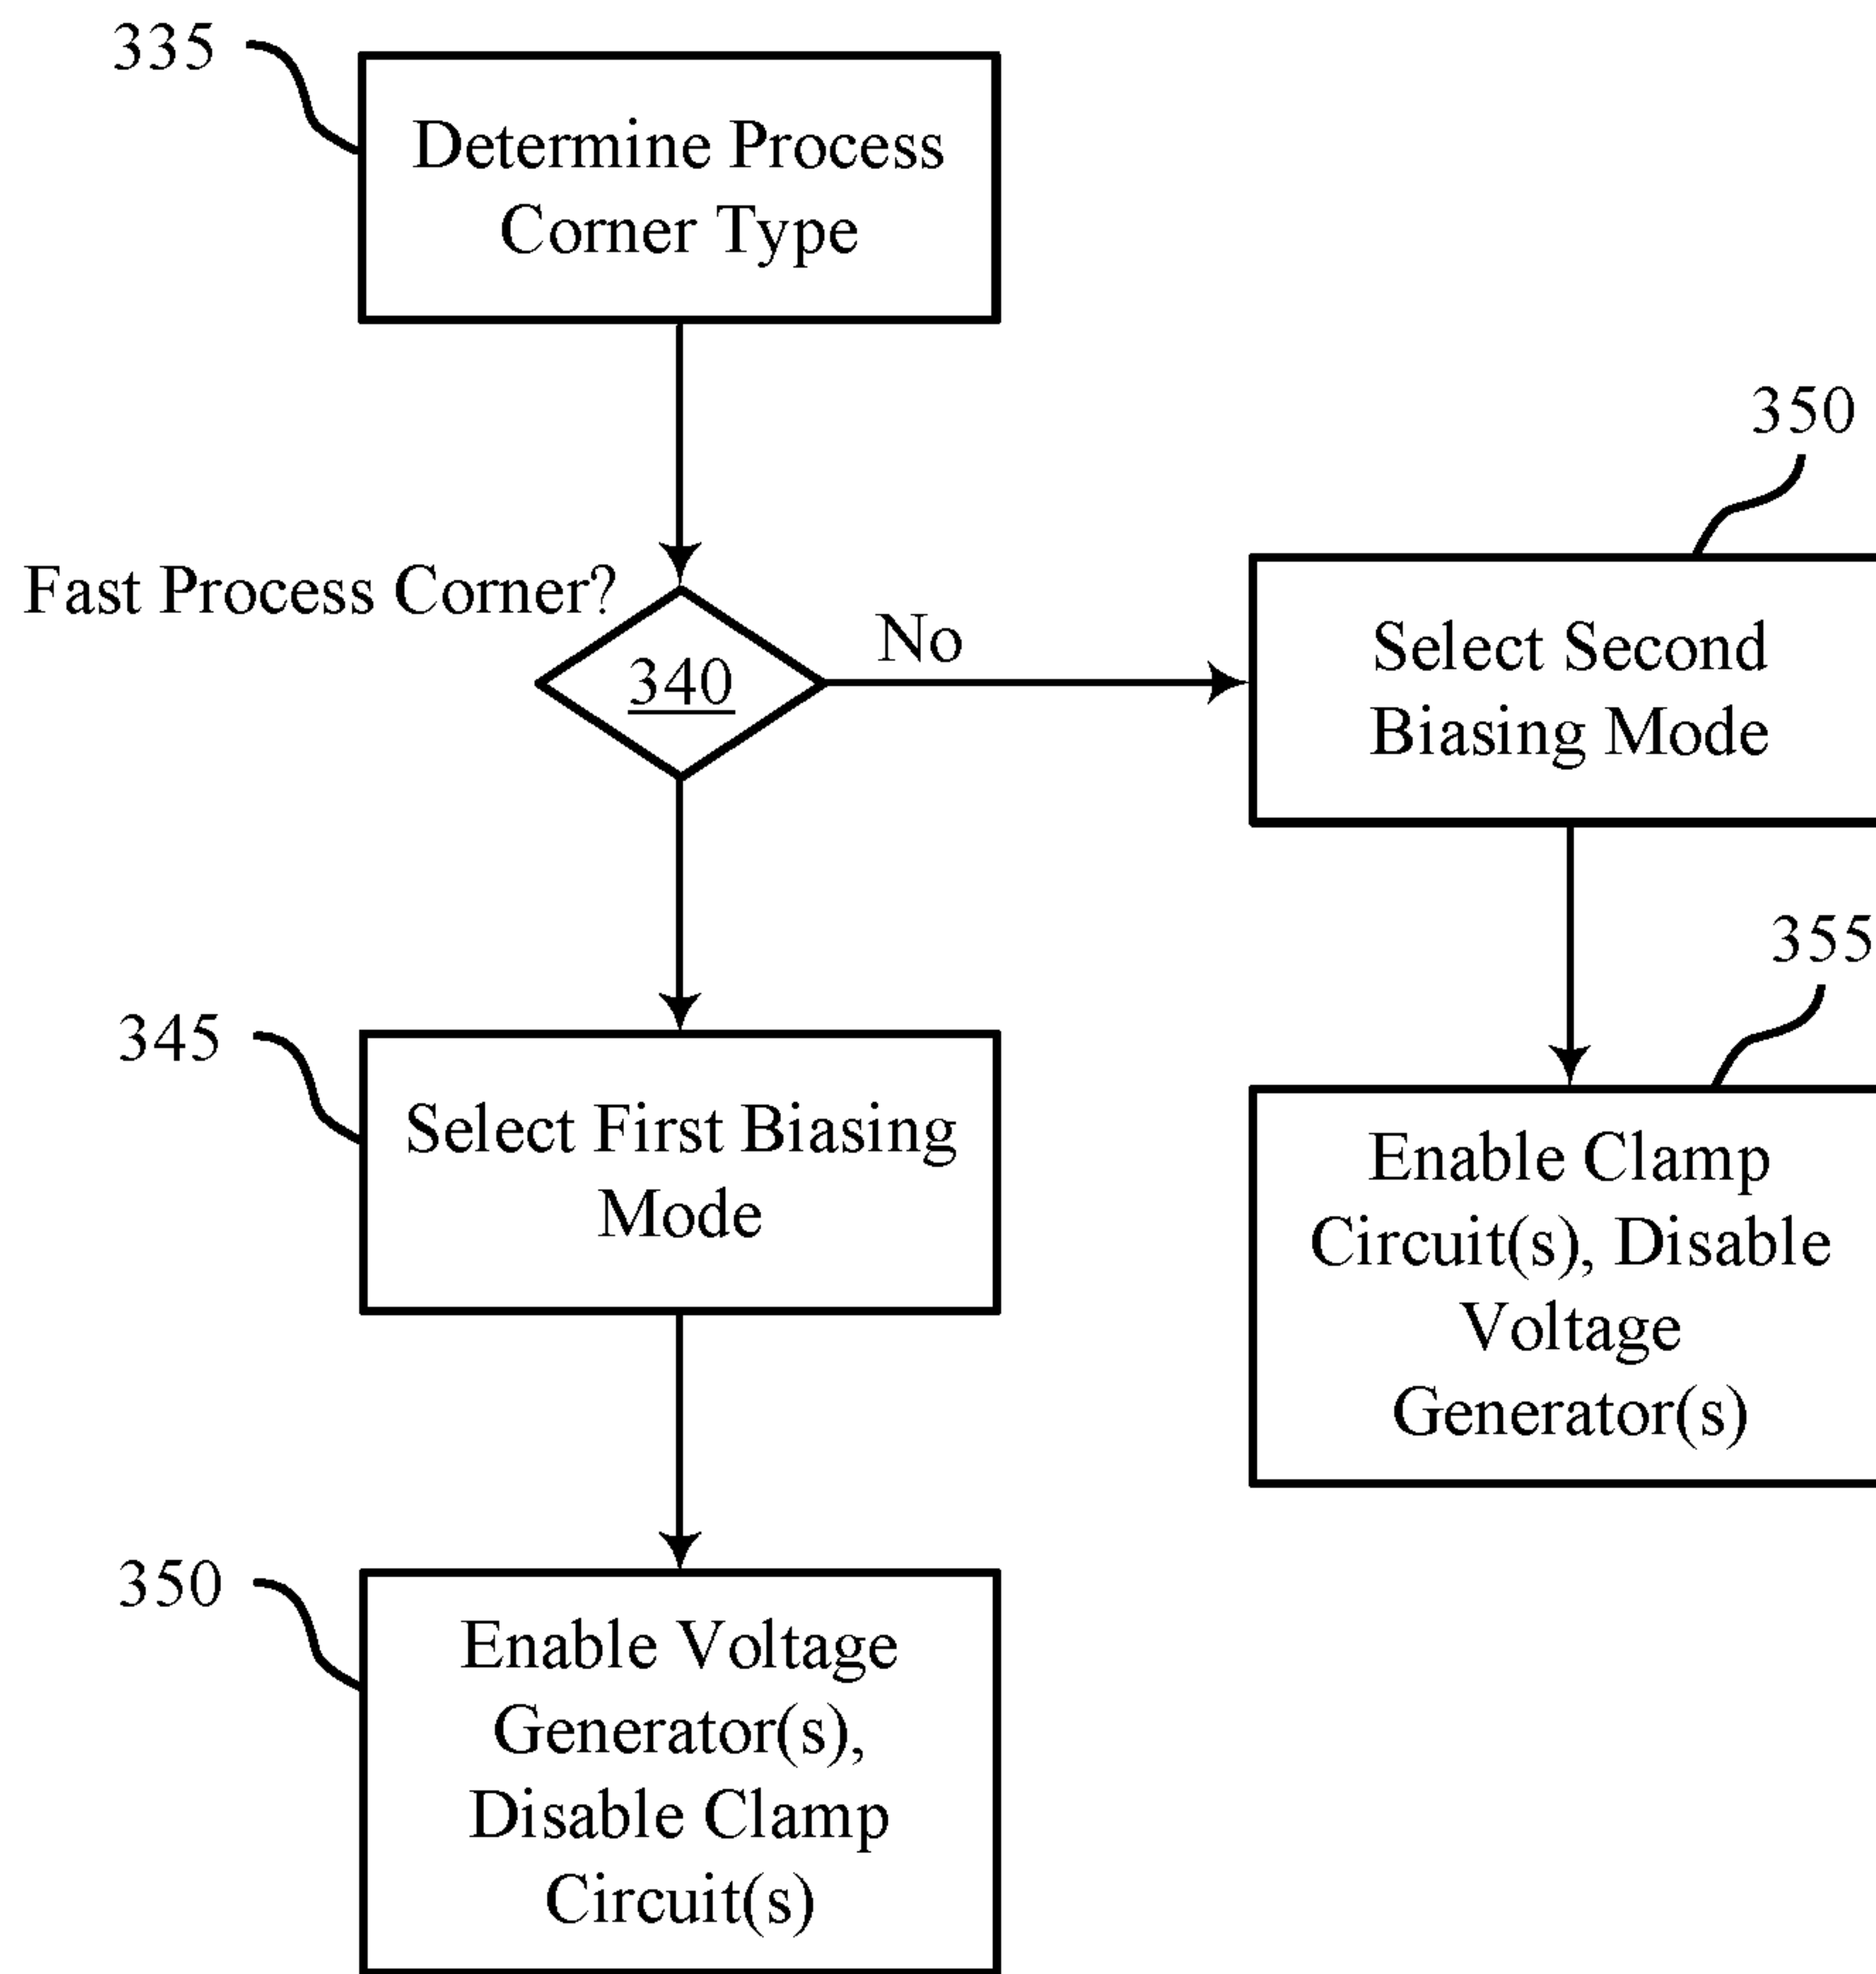 335
Determine Process
Corner Type
Fast Process Corner?
340
No
350
Select Second
Biasing Mode
345
Select First Biasing
Mode
355
Enable Clamp
Circuit(s), Disable
Voltage
Generator(s)
350
Enable Voltage
Generator(s),
Disable Clamp
Circuit(s)